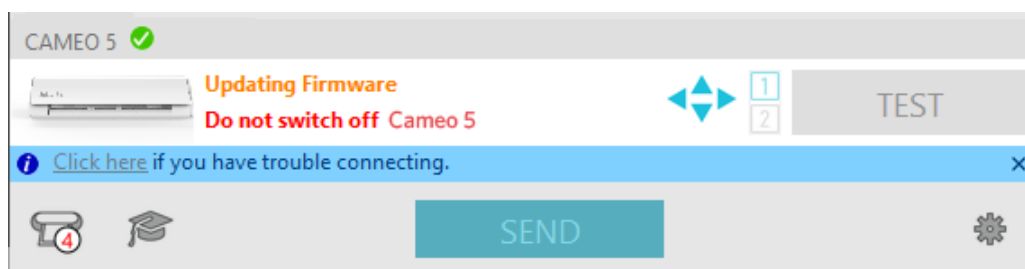 CAMEO 5
Updating Firmware
Do not switch off Cameo 5
1
2
TEST
Click here if you have trouble connecting.
4
SEND